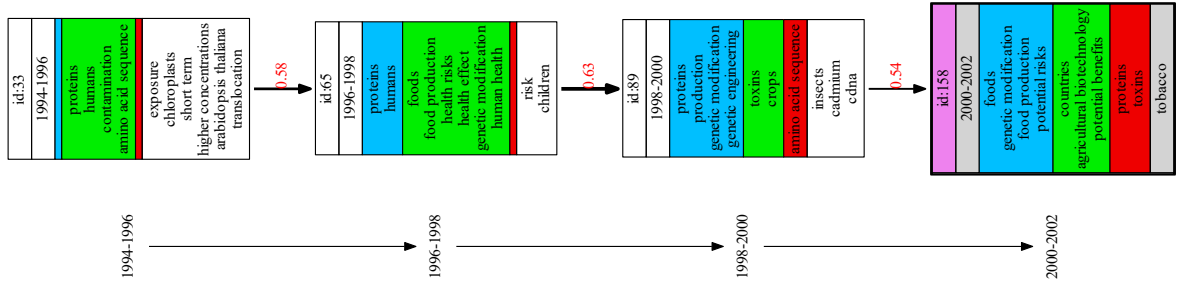 id:33
1994-1996
proteins
humans
contamination
amino acid sequence
exposure
chloroplasts
short term
higher concentrations
arabidopsis thaliana
translocation
0.58
id:65
1996-1998
proteins
humans
foods
food production
health risks
health effect
genetic modification
human health
risk
children
0.63
id:89
1998-2000
proteins
production
genetic modification
genetic engineering
toxins
crops
amino acid sequence
insects
cadmium
cdna
0.54
id:158
2000-2002
foods
genetic modification
food production
potential risks
countries
agricultural biotechnology
potential benefits
proteins
toxins
tobacco
1994-1996
1996-1998
1998-2000
2000-2002